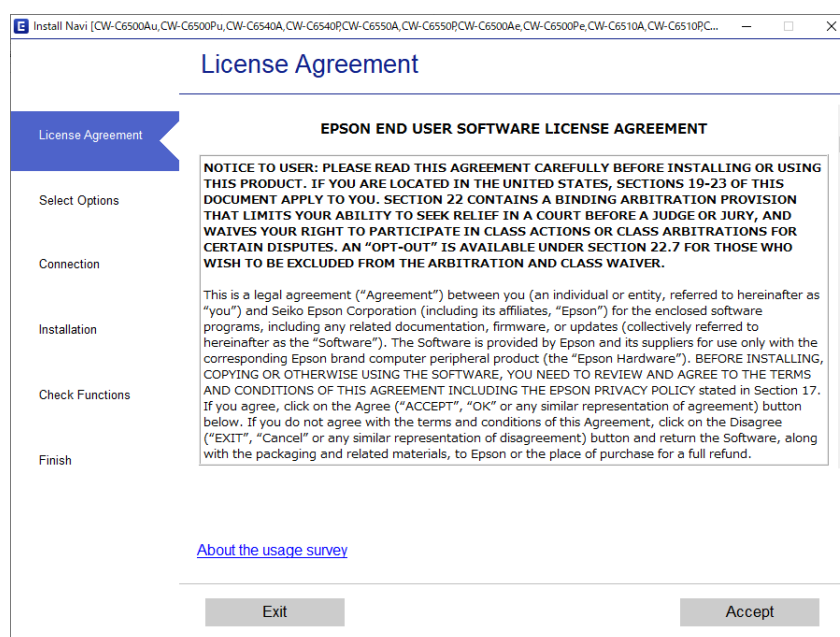 Install Navi [CW-C6500Au,CW-C6500Pu,CW-C6540A,CW-C6540P,CW-C6550A,CW-C6550P,CW-C6500Ae,CW-C6500Pe,CW-C6510A,CW-C6510P,C...
License Agreement
License Agreement
Select Options
Connection
Installation
Check Functions
Finish
EPSON END USER SOFTWARE LICENSE AGREEMENT
NOTICE TO USER: PLEASE READ THIS AGREEMENT CAREFULLY BEFORE INSTALLING OR USING
THIS PRODUCT. IF YOU ARE LOCATED IN THE UNITED STATES, SECTIONS 19-23 OF THIS
DOCUMENT APPLY TO YOU. SECTION 22 CONTAINS A BINDING ARBITRATION PROVISION
THAT LIMITS YOUR ABILITY TO SEEK RELIEF IN A COURT BEFORE A JUDGE OR JURY, AND
WAIVES YOUR RIGHT TO PARTICIPATE IN CLASS ACTIONS OR CLASS ARBITRATIONS FOR
CERTAIN DISPUTES. AN “OPT-OUT” IS AVAILABLE UNDER SECTION 22.7 FOR THOSE WHO
WISH TO BE EXCLUDED FROM THE ARBITRATION AND CLASS WAIVER.
This is a legal agreement (“Agreement”) between you (an individual or entity, referred to hereinafter as
“you”) and Seiko Epson Corporation (including its affiliates, “Epson”) for the enclosed software
programs, including any related documentation, firmware, or updates (collectively referred to
hereinafter as the “Software”). The Software is provided by Epson and its suppliers for use only with the
corresponding Epson brand computer peripheral product (the “Epson Hardware”). BEFORE INSTALLING,
COPYING OR OTHERWISE USING THE SOFTWARE, YOU NEED TO REVIEW AND AGREE TO THE TERMS
AND CONDITIONS OF THIS AGREEMENT INCLUDING THE EPSON PRIVACY POLICY stated in Section 17.
If you agree, click on the Agree (“ACCEPT”, “OK” or any similar representation of agreement) button
below. If you do not agree with the terms and conditions of this Agreement, click on the Disagree
(“EXIT”, “Cancel” or any similar representation of disagreement) button and return the Software, along
with the packaging and related materials, to Epson or the place of purchase for a full refund.
About the usage survey
Exit
Accept